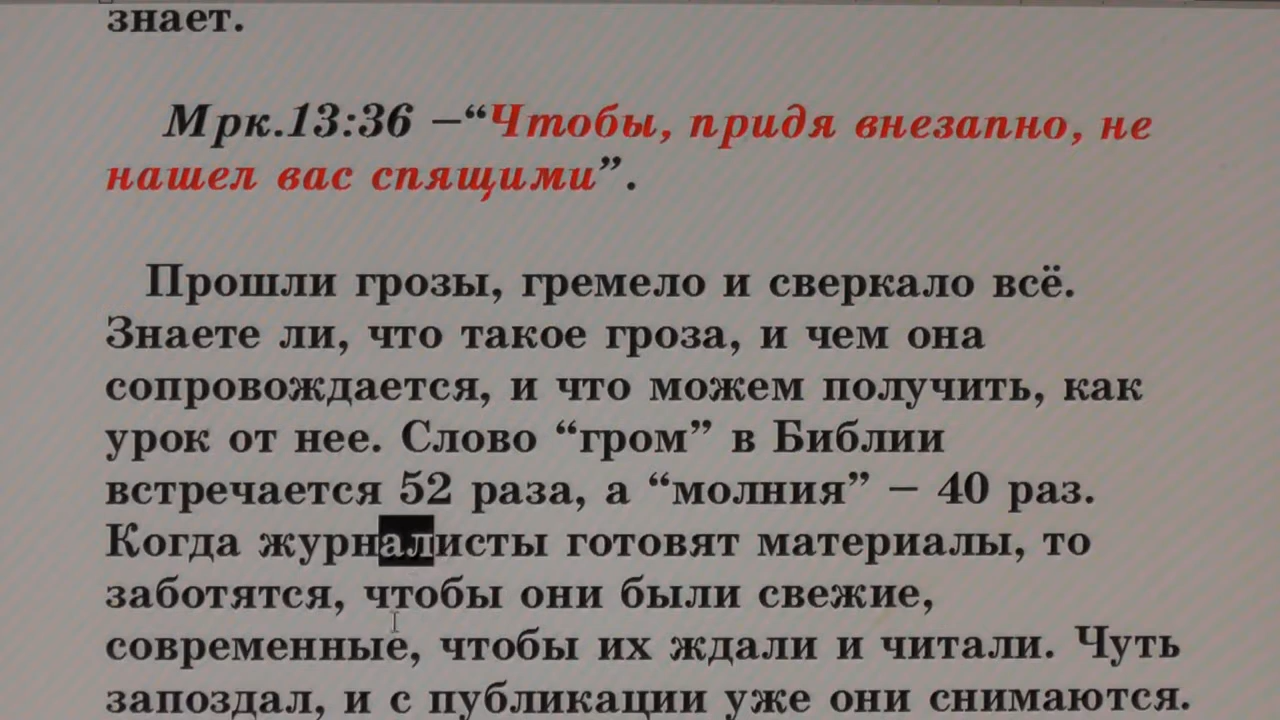 знает.
Мрк.13:36 –“Чтобы, придя внезапно, не
нашел вас спящими”.
Прошли грозы, гремело и сверкало всё.
Знаете ли, что такое гроза, и чем она
сопровождается, и что можем получить, как
урок от нее. Слово “гром” в Библии
встречается 52 раза, а “молния” – 40 раз.
Когда журналисты готовят материалы, то
заботятся, чтобы они были свежие,
современные, чтобы их ждали и читали. Чуть
запоздал, и с публикации уже они снимаются.